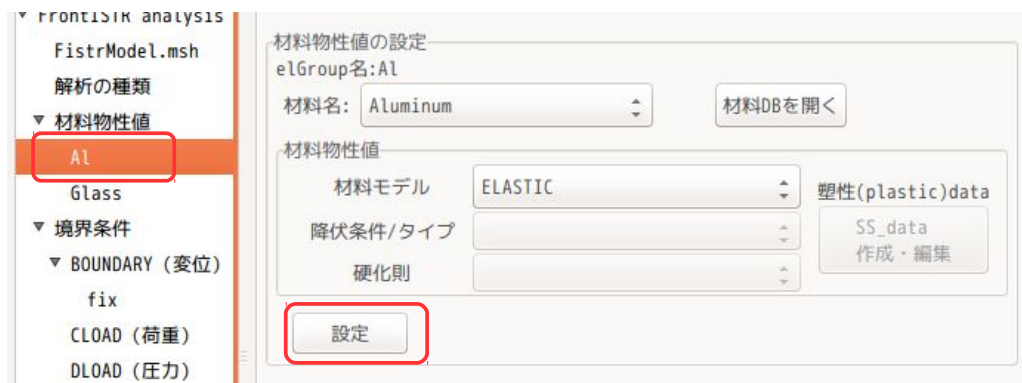 FrontISTR analysis
FistrModel.msh
解析の種類
材料物性値
Al
Glass
境界条件
BOUNDARY (変位)
fix
CLOAD (荷重)
DLOAD (圧力)
材料物性値の設定
elGroup名:Al
材料名: Aluminum 材料DBを開く
材料物性値
材料モデル ELASTIC 塑性(plastic)data
降伏条件/タイプ SS_data
作成・編集
硬化則
設定